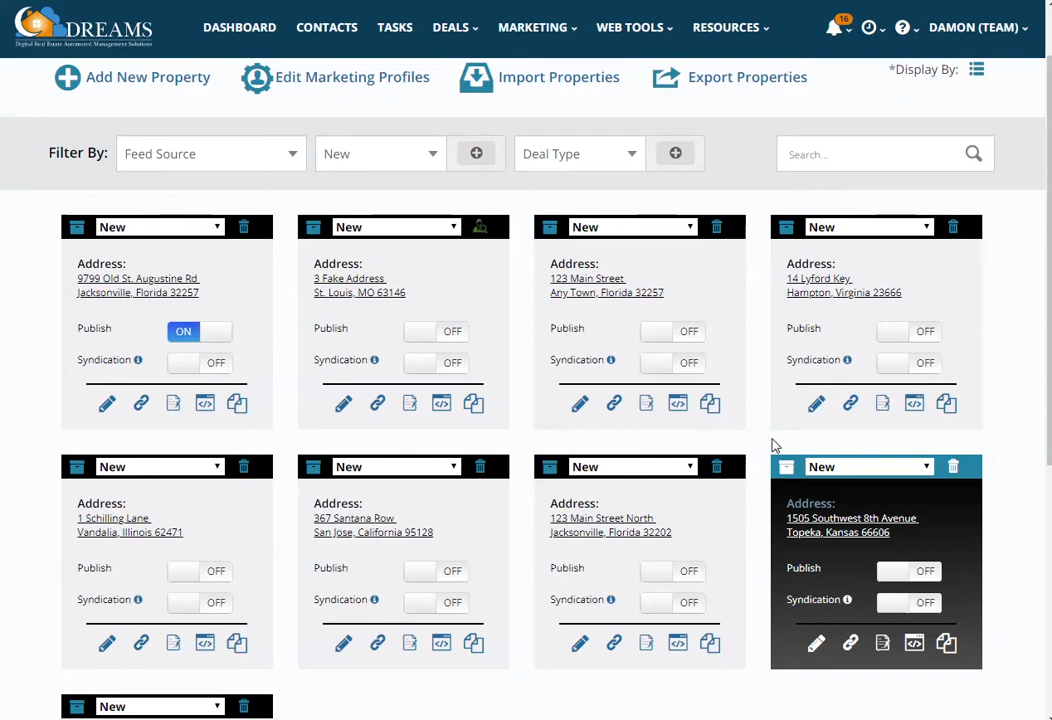 DREAMS
Digital Real Estate Automated Management Solutions
DASHBOARD CONTACTS TASKS DEALS MARKETING WEB TOOLS RESOURCES 16 DAMON (TEAM)
Add New Property Edit Marketing Profiles Import Properties Export Properties *Display By:
Filter By: Feed Source New Deal Type Search...
New New New New
Address: Address: Address: Address:
9799 Old St. Augustine Rd 3 Fake Address 123 Main Street 14 Lyford Key
Jacksonville, Florida 32257 St. Louis, MO 63146 Any Town, Florida 32257 Hampton, Virginia 23666
Publish ON Publish OFF Publish OFF Publish OFF
Syndication OFF Syndication OFF Syndication OFF Syndication OFF
New New New New
Address: Address: Address: Address:
1 Schilling Lane 367 Santana Row 123 Main Street North 1505 Southwest 8th Avenue
Vandalia, Illinois 62471 San Jose, California 95128 Jacksonville, Florida 32202 Topeka, Kansas 66606
Publish OFF Publish OFF Publish OFF Publish OFF
Syndication OFF Syndication OFF Syndication OFF Syndication OFF
New